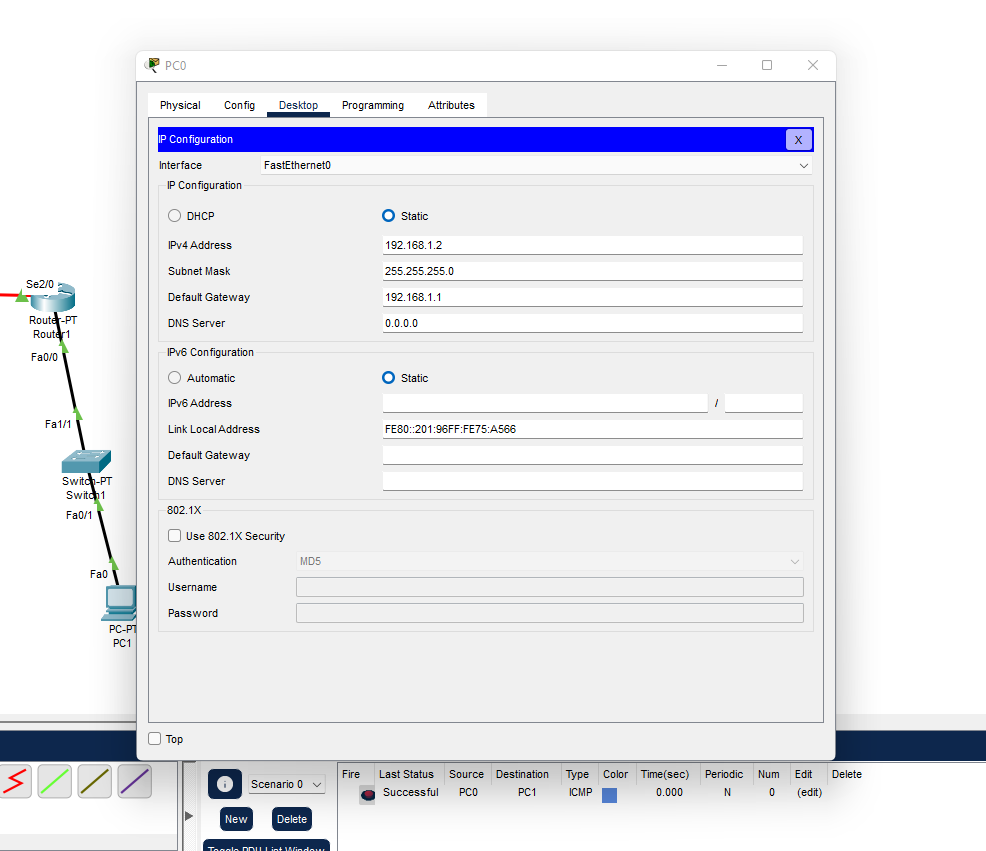 PC0
Physical Config Desktop Programming Attributes
IP Configuration X
Interface FastEthernet0
IP Configuration
DHCP Static
IPv4 Address 192.168.1.2
Subnet Mask 255.255.255.0
Default Gateway 192.168.1.1
DNS Server 0.0.0.0
IPv6 Configuration
Automatic Static
IPv6 Address /
Link Local Address FE80::201:96FF:FE75:A566
Default Gateway
DNS Server
802.1X
Use 802.1X Security
Authentication MD5
Username
Password
Top
Se2/0
Router-PT
Router1
Fa0/0
Fa1/1
Switch-PT
Switch1
Fa0/1
Fa0
PC-PT
PC1
Scenario 0
New Delete
Toggle PDU List Window
Fire Last Status Source Destination Type Color Time(sec) Periodic Num Edit Delete
Successful PC0 PC1 ICMP 0.000 N 0 (edit)